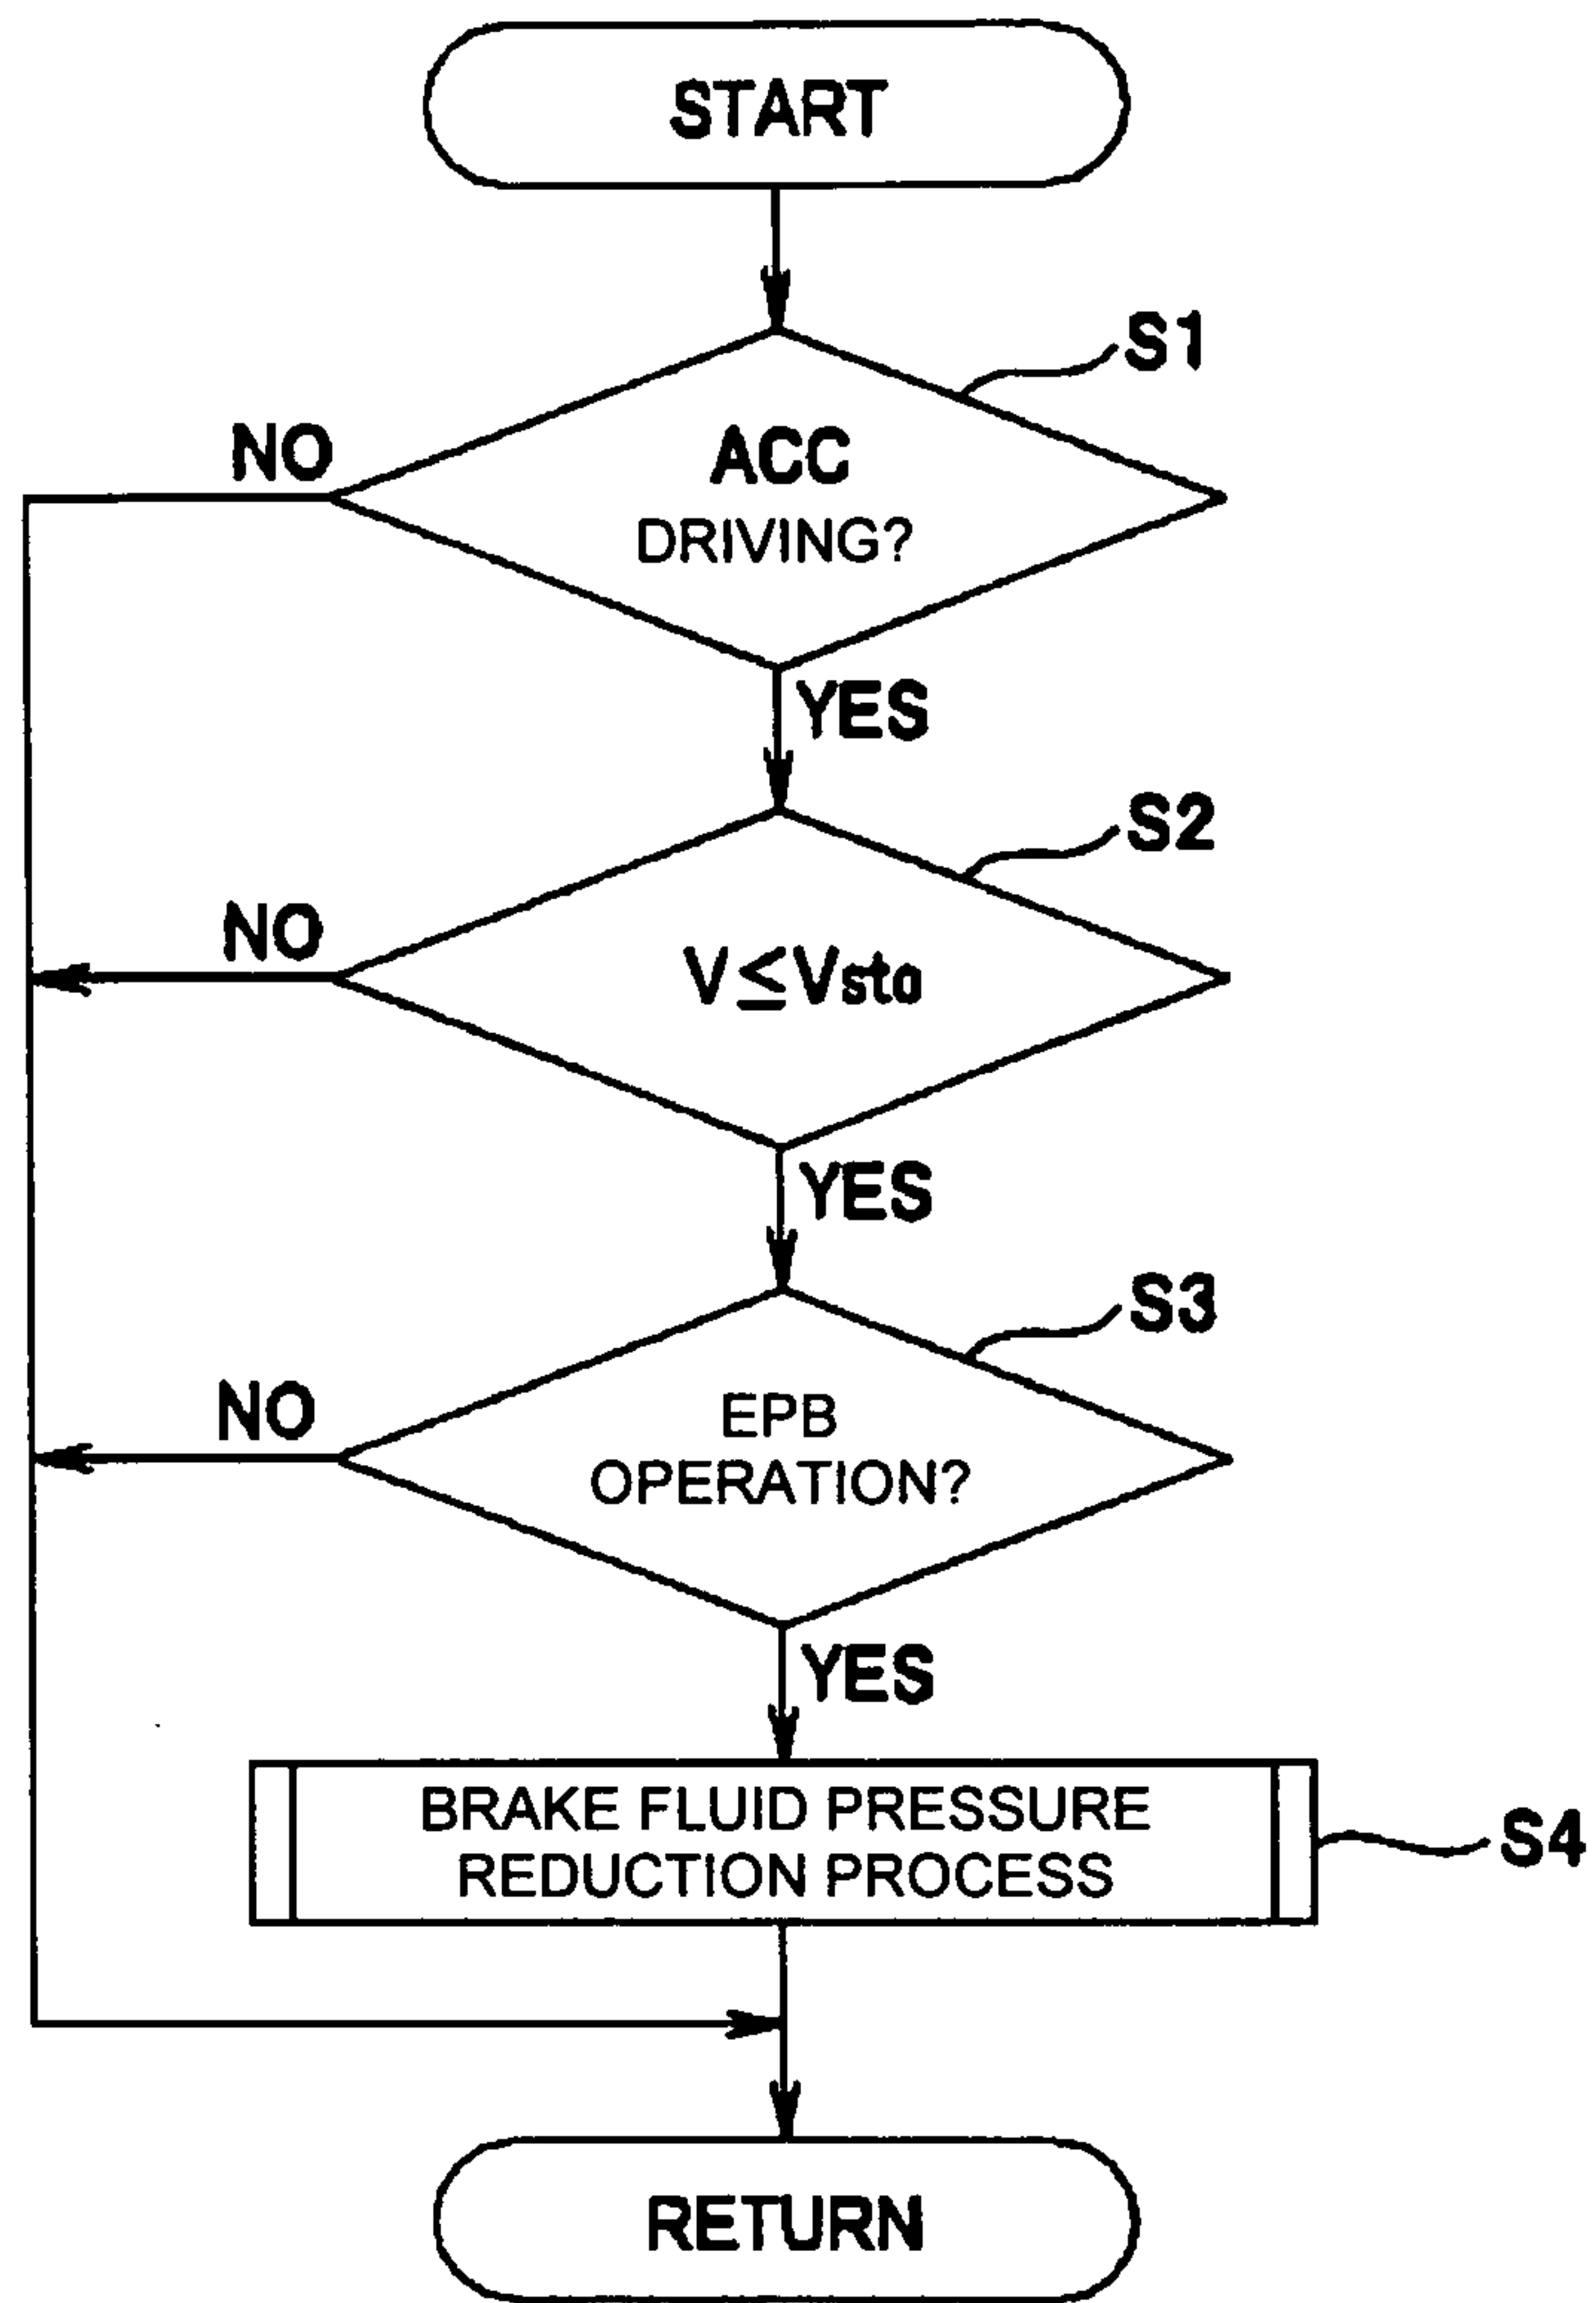 START
S1
NO
ACC
DRIVING?
YES
S2
NO
V≤Vsto
YES
S3
NO
EPB
OPERATION?
YES
BRAKE FLUID PRESSURE
REDUCTION PROCESS
S4
RETURN